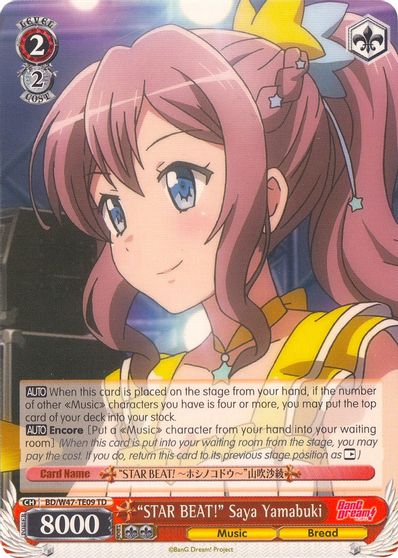 LEVEL
2
2
COST
AUTO When this card is placed on the stage from your hand, if the number
of other ≪Music≫ characters you have is four or more, you may put the top
card of your deck into your stock.
AUTO Encore [Put a ≪Music≫ character from your hand into your waiting
room] (When this card is put into your waiting room from the stage, you may
pay the cost. If you do, return this card to its previous stage position as
Card Name
"STAR BEAT! ~ホシノコドウ~"山吹沙綾
CH
BD/W47-TE09 TD
POWER
8000
"STAR BEAT!" Saya Yamabuki
BanG Dream!
Music
Bread
©BanG Dream! Project